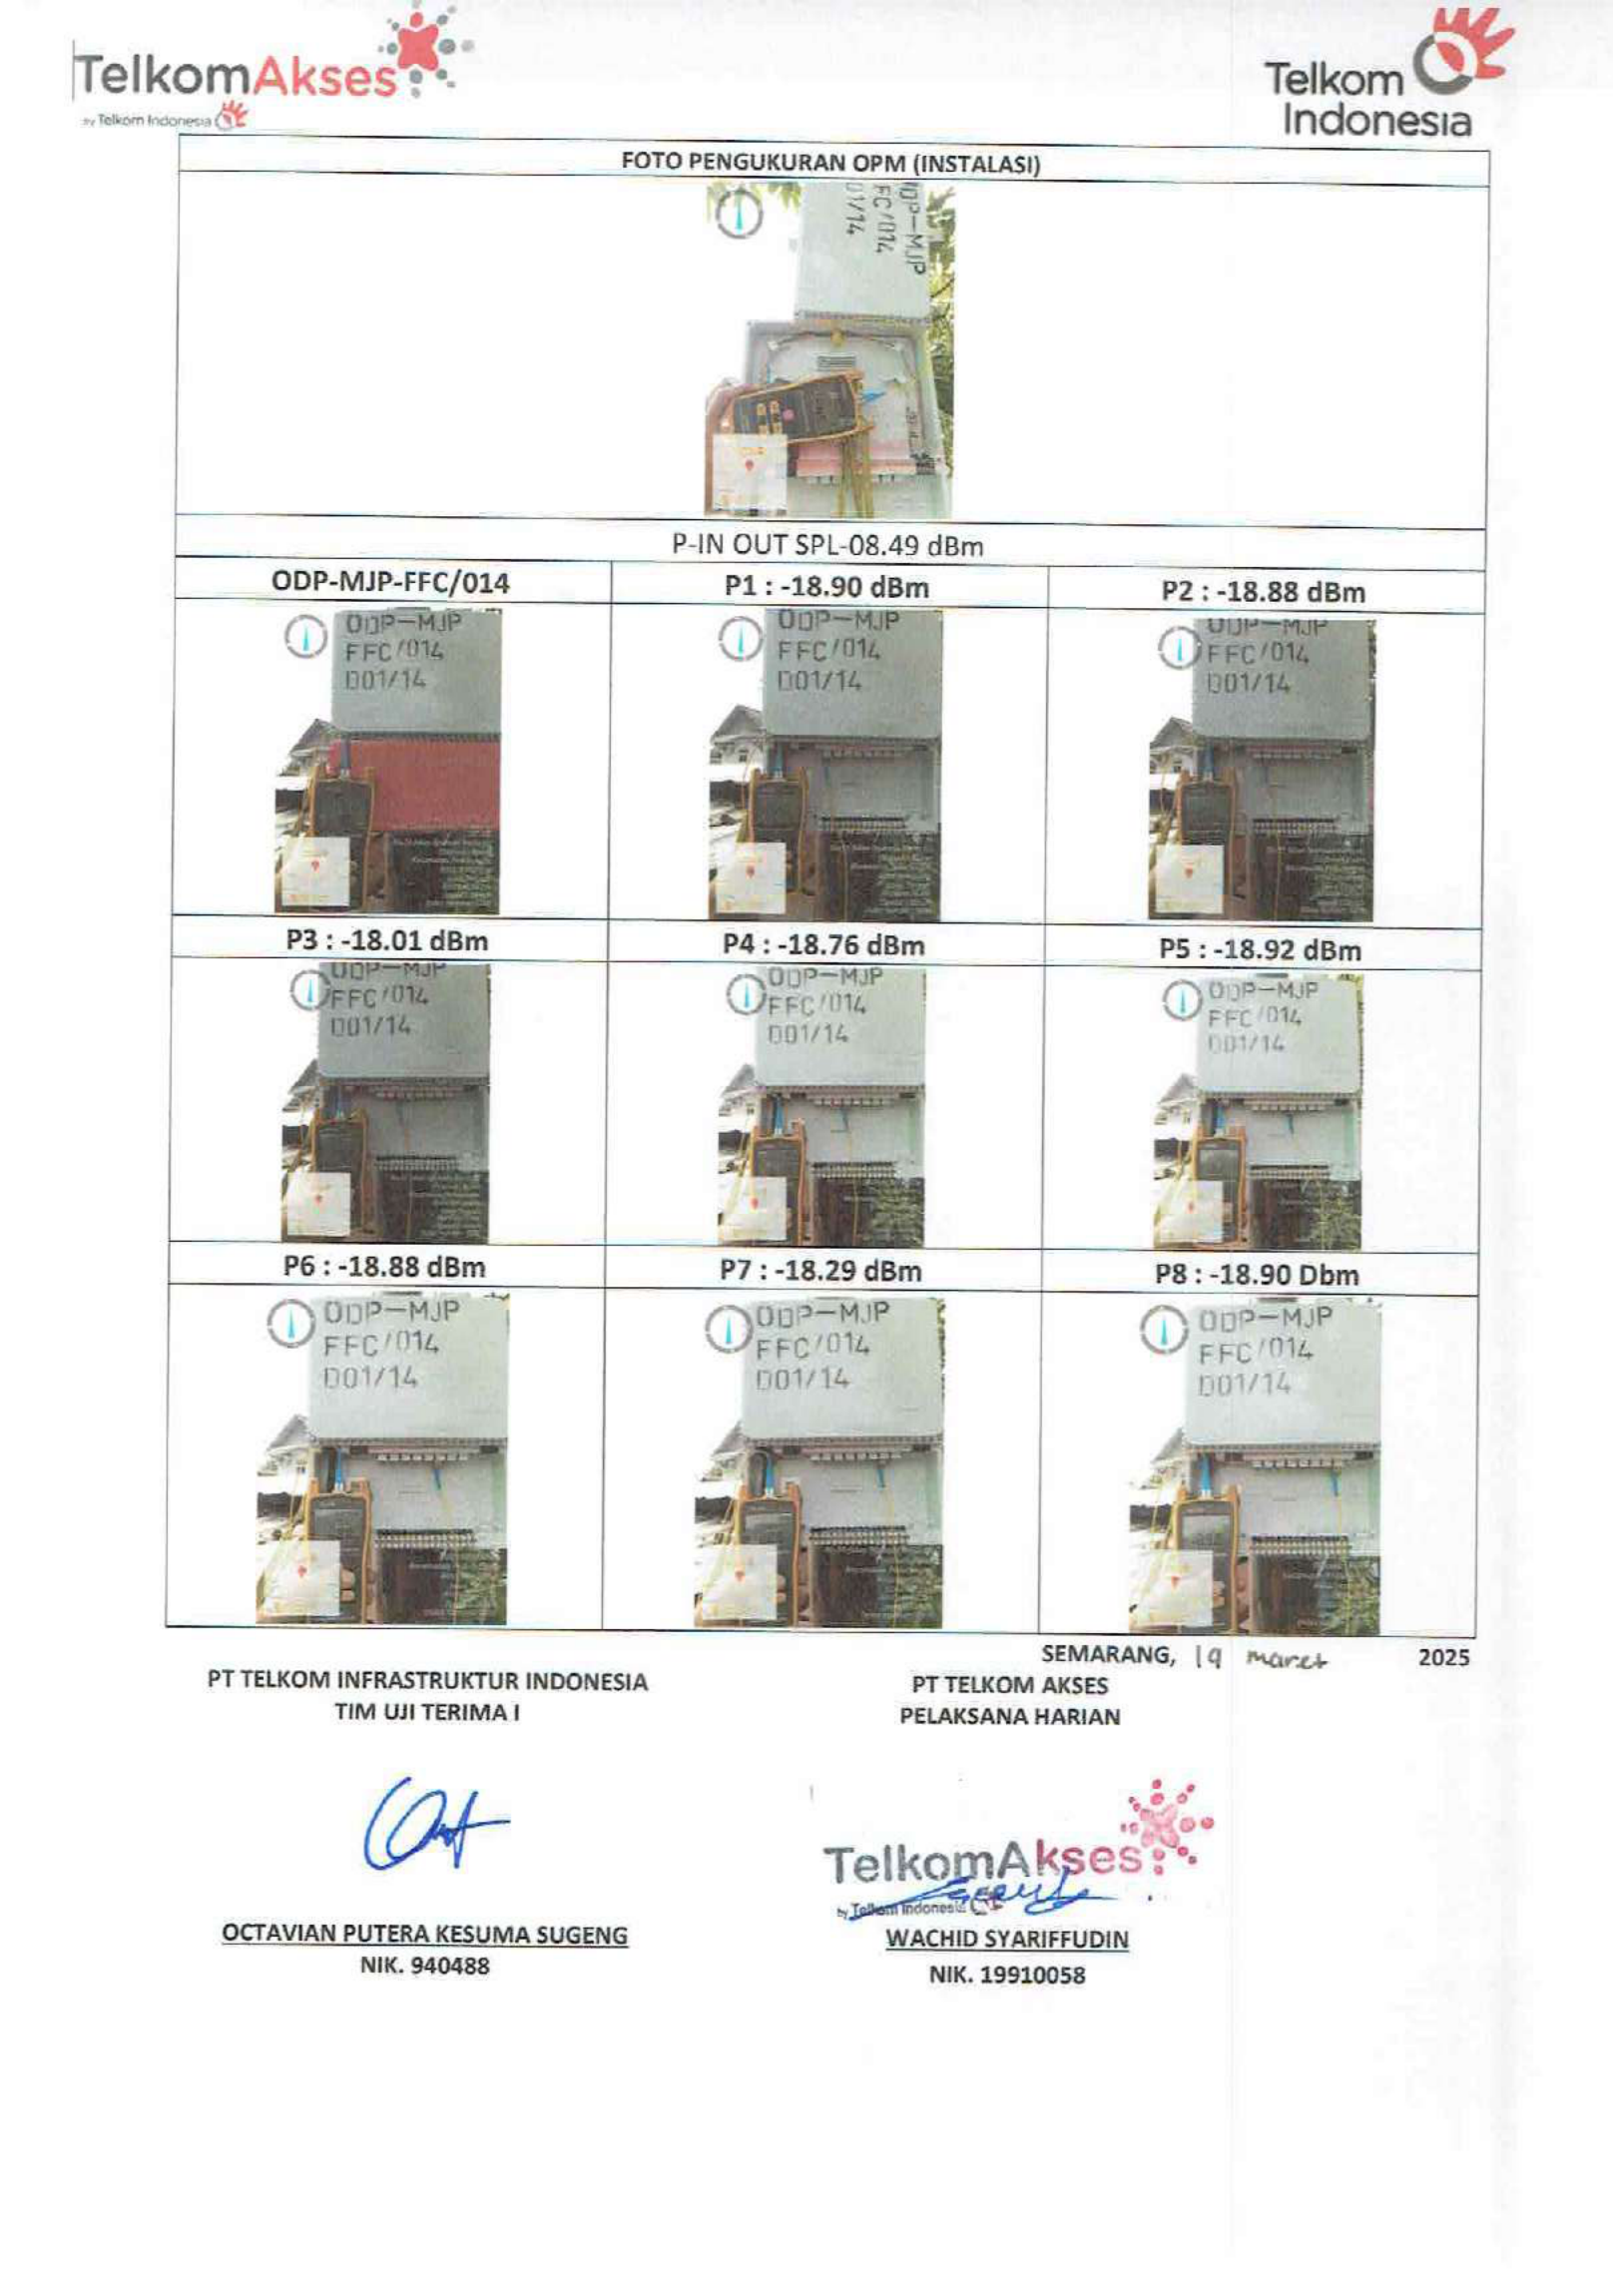 TelkomAkses
by Telkom Indonesia
Telkom
Indonesia
FOTO PENGUKURAN OPM (INSTALASI)
ODP-MJP
FC/014
01/14
P-IN OUT SPL-08.49 dBm
ODP-MJP-FFC/014
P1 : -18.90 dBm
P2 : -18.88 dBm
ODP-MJP
FFC/014
D01/14
ODP-MJP
FFC/014
D01/14
ODP-MJP
FFC/014
D01/14
P3 : -18.01 dBm
P4 : -18.76 dBm
P5 : -18.92 dBm
ODP-MJP
FFC/014
D01/14
ODP-MJP
FFC/014
D01/14
ODP-MJP
FFC/014
D01/14
P6 : -18.88 dBm
P7 : -18.29 dBm
P8 : -18.90 Dbm
ODP-MJP
FFC/014
D01/14
ODP-MJP
FFC/014
D01/14
ODP-MJP
FFC/014
D01/14
SEMARANG, 19 maret 2025
PT TELKOM INFRASTRUKTUR INDONESIA
TIM UJI TERIMA I
PT TELKOM AKSES
PELAKSANA HARIAN
TelkomAkses
by Telkom Indonesia
OCTAVIAN PUTERA KESUMA SUGENG
NIK. 940488
WACHID SYARIFFUDIN
NIK. 19910058